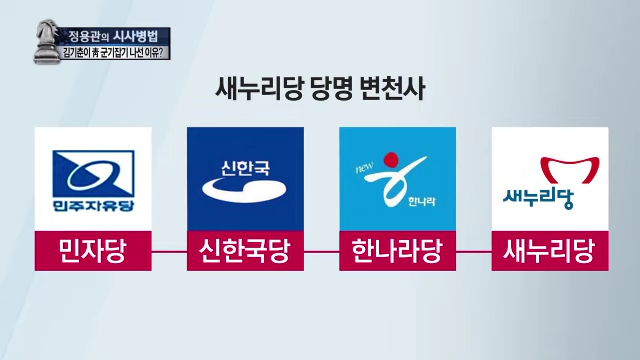 정용관의 시사병법
김기춘이 靑 군기잡기 나선 이유?
새누리당 당명 변천사
민주자유당
신한국
new
한나라
새누리당
민자당
신한국당
한나라당
새누리당